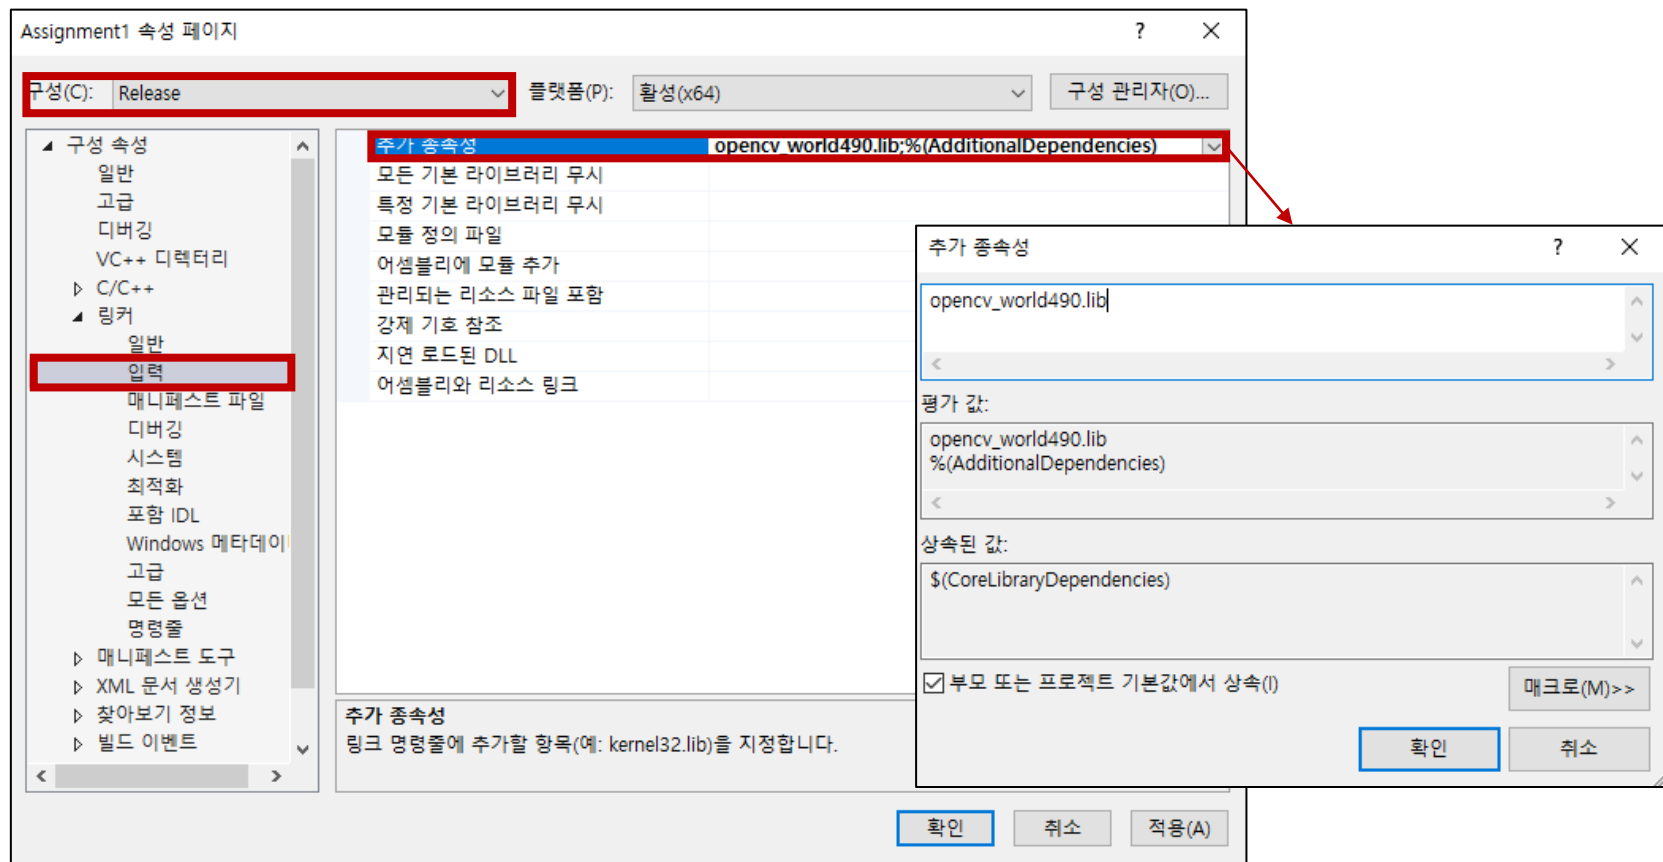 Assignment1 속성 페이지
구성(C): Release 플랫폼(P): 활성(x64) 구성 관리자(O)...
구성 속성
일반
고급
디버깅
VC++ 디렉터리
C/C++
링커
일반
입력
매니페스트 파일
디버깅
시스템
최적화
포함 IDL
Windows 메타데이
고급
모든 옵션
명령줄
매니페스트 도구
XML 문서 생성기
찾아보기 정보
빌드 이벤트
추가 종속성 opencv_world490.lib;%(AdditionalDependencies)
모든 기본 라이브러리 무시
특정 기본 라이브러리 무시
모듈 정의 파일
어셈블리에 모듈 추가
관리되는 리소스 파일 포함
강제 기호 참조
지연 로드된 DLL
어셈블리와 리소스 링크
추가 종속성
링크 명령줄에 추가할 항목(예: kernel32.lib)을 지정합니다.
확인 취소 적용(A)
추가 종속성
opencv_world490.lib
평가 값:
opencv_world490.lib
%(AdditionalDependencies)
상속된 값:
$(CoreLibraryDependencies)
부모 또는 프로젝트 기본값에서 상속(I)
매크로(M)>>
확인 취소